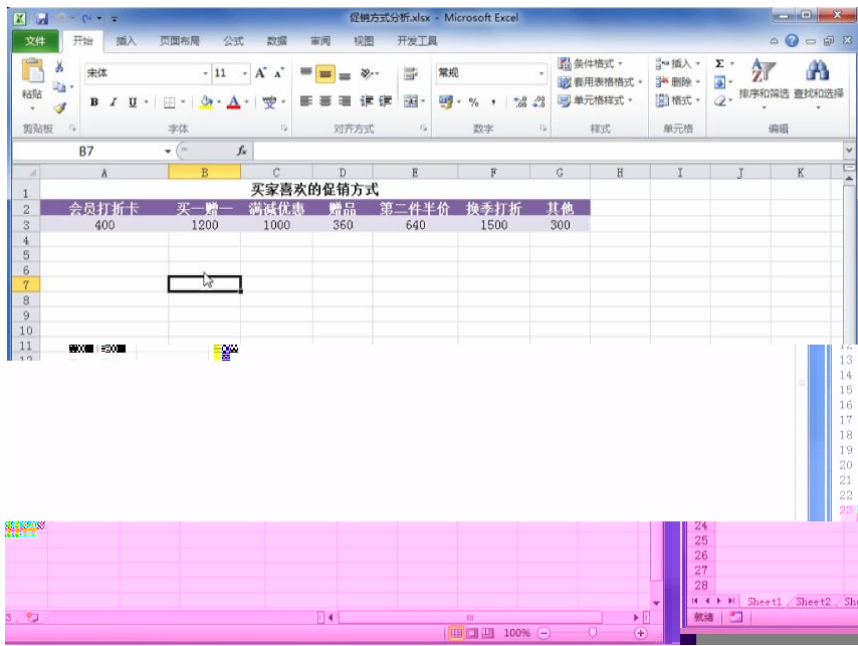 促销方式分析.xlsx - Microsoft Excel
文件 开始 插入 页面布局 公式 数据 审阅 视图 开发工具
宋体 11 A A 常规 条件格式 插入 Σ
粘贴 套用表格格式 删除
B I U A 变 % , 单元格样式 格式 排序和筛选 查找和选择
剪贴板 字体 对齐方式 数字 样式 单元格 编辑
B7 fx
A B C D E F G H I J K
1 买家喜欢的促销方式
2 会员打折卡 买一赠一 满减优惠 赠品 第二件半价 换季打折 其他
3 400 1200 1000 360 640 1500 300
4
5
6
7
8
9
10
11
12
13
14
15
16
17
18
19
20
21
22
23
24
25
26
27
28
Sheet1 Sheet2 Sh
3 就绪
100%